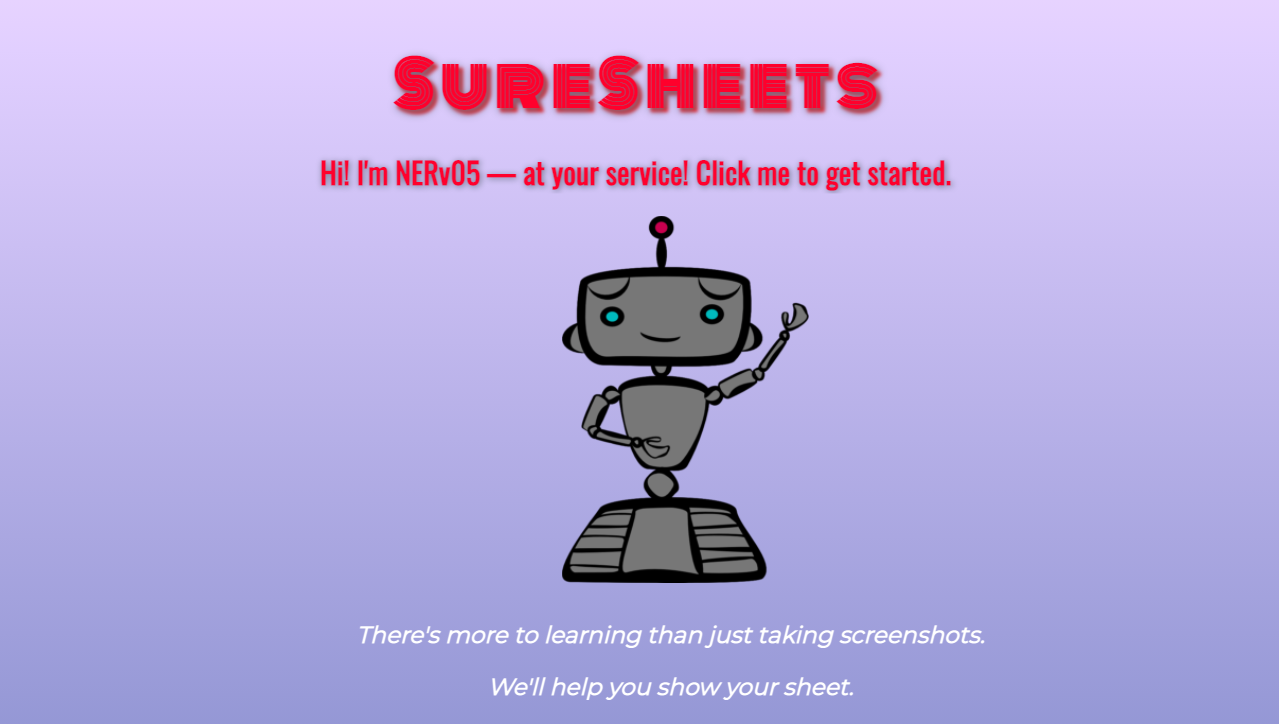 SureSheets
Hi! I'm NERv05 — at your service! Click me to get started.
There's more to learning than just taking screenshots.
We'll help you show your sheet.